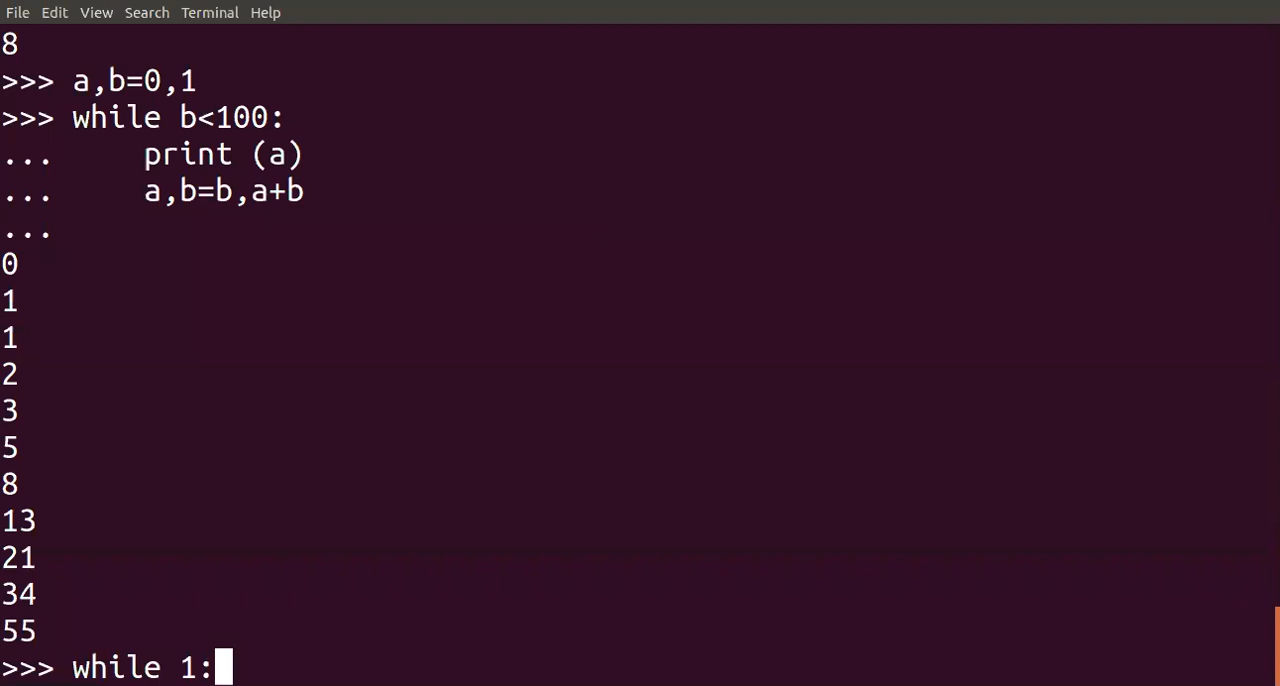 File Edit View Search Terminal Help
8
>>> a,b=0,1
>>> while b<100:
...     print (a)
...     a,b=b,a+b
...
0
1
1
2
3
5
8
13
21
34
55
>>> while 1: